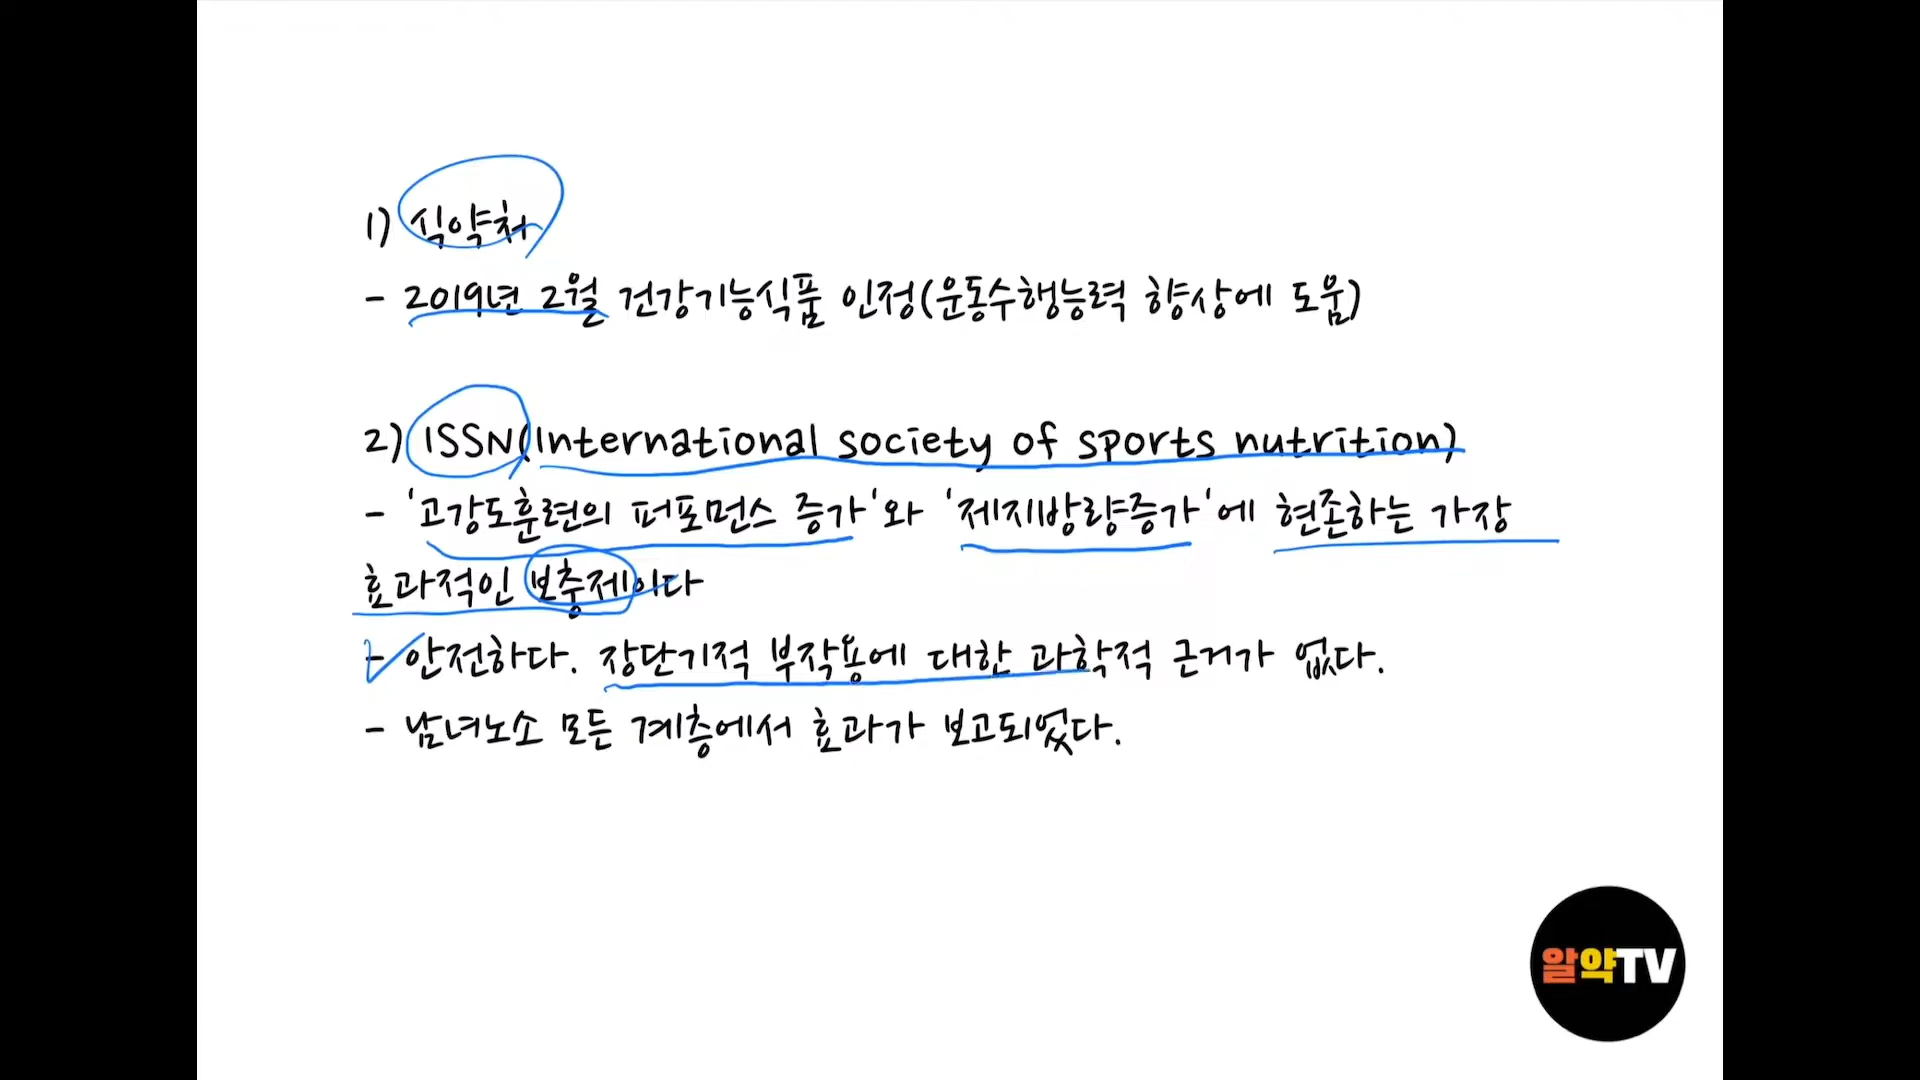 1) 식약처
- 2019년 2월 건강기능식품 인정(운동수행능력 향상에 도움)
2) ISSN(International society of sports nutrition)
- '고강도훈련의 퍼포먼스 증가'와 '제지방량증가'에 현존하는 가장
효과적인 보충제이다
- 안전하다. 장단기적 부작용에 대한 과학적 근거가 없다.
- 남녀노소 모든 계층에서 효과가 보고되었다.
알약TV